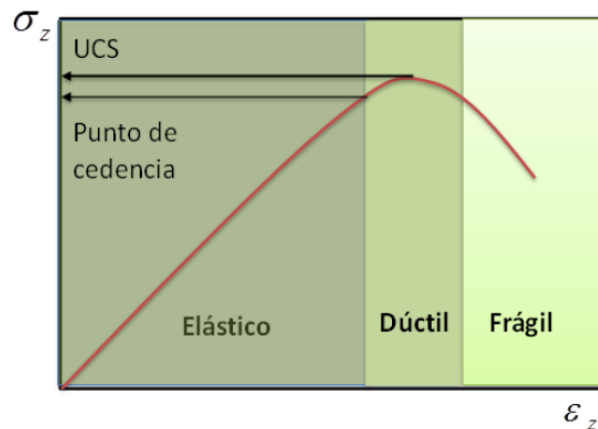 σz
UCS
Punto de
cedencia
Elástico
Dúctil
Frágil
εz